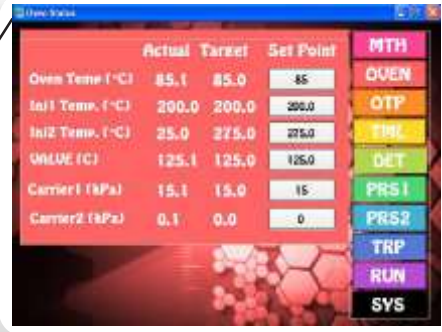 Oven Status
Actual Target Set Point
Oven Temp (°C) 85.1 85.0 85
Inj1 Temp. (°C) 200.0 200.0 200.0
Inj2 Temp. (°C) 25.0 275.0 275.0
VALVE (C) 125.1 125.0 125.0
Carrier1 (kPa) 15.1 15.0 15
Carrier2 (kPa) 0.1 0.0 0
MTH
OVEN
OTP
DET
PRS1
PRS2
TRP
RUN
SYS